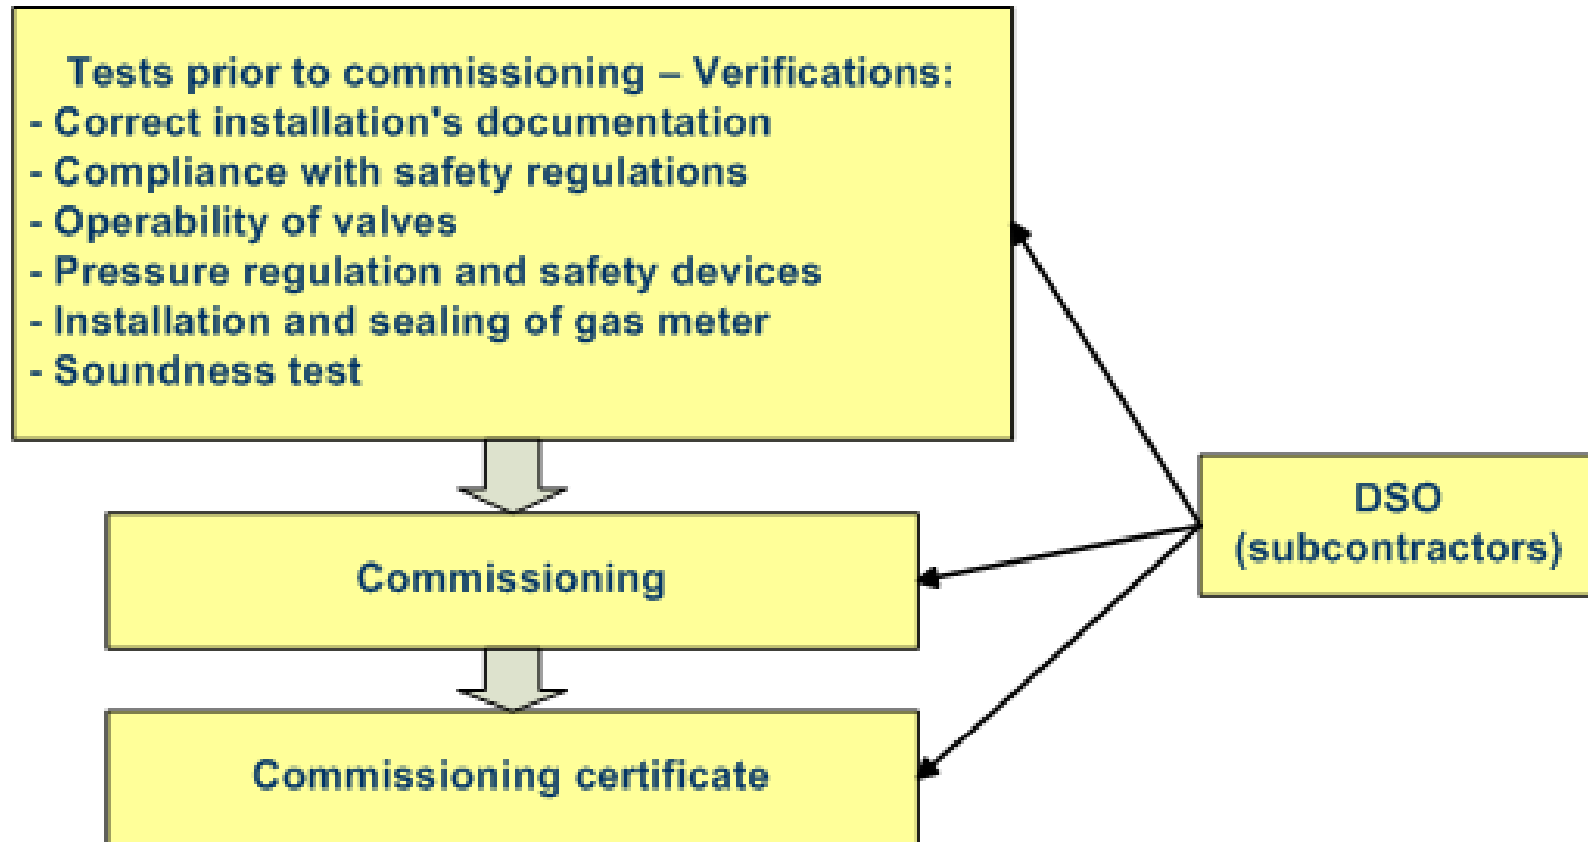 Tests prior to commissioning – Verifications:
- Correct installation's documentation
- Compliance with safety regulations
- Operability of valves
- Pressure regulation and safety devices
- Installation and sealing of gas meter
- Soundness test
DSO
(subcontractors)
Commissioning
Commissioning certificate